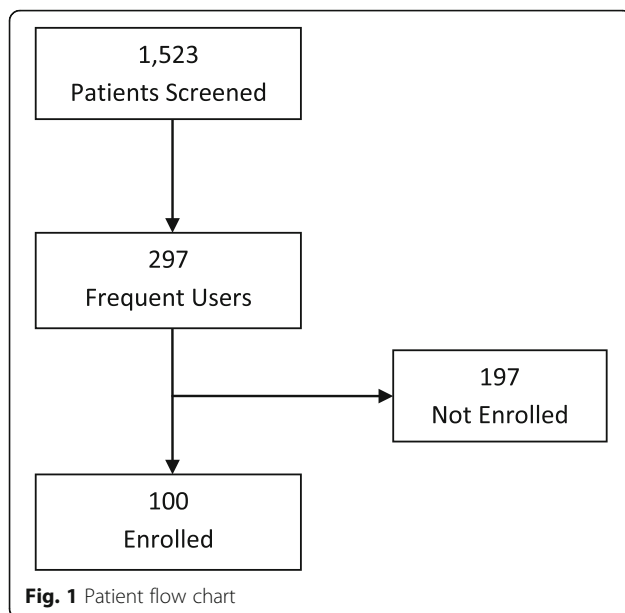 1,523
Patients Screened
297
Frequent Users
197
Not Enrolled
100
Enrolled
Fig. 1 Patient flow chart